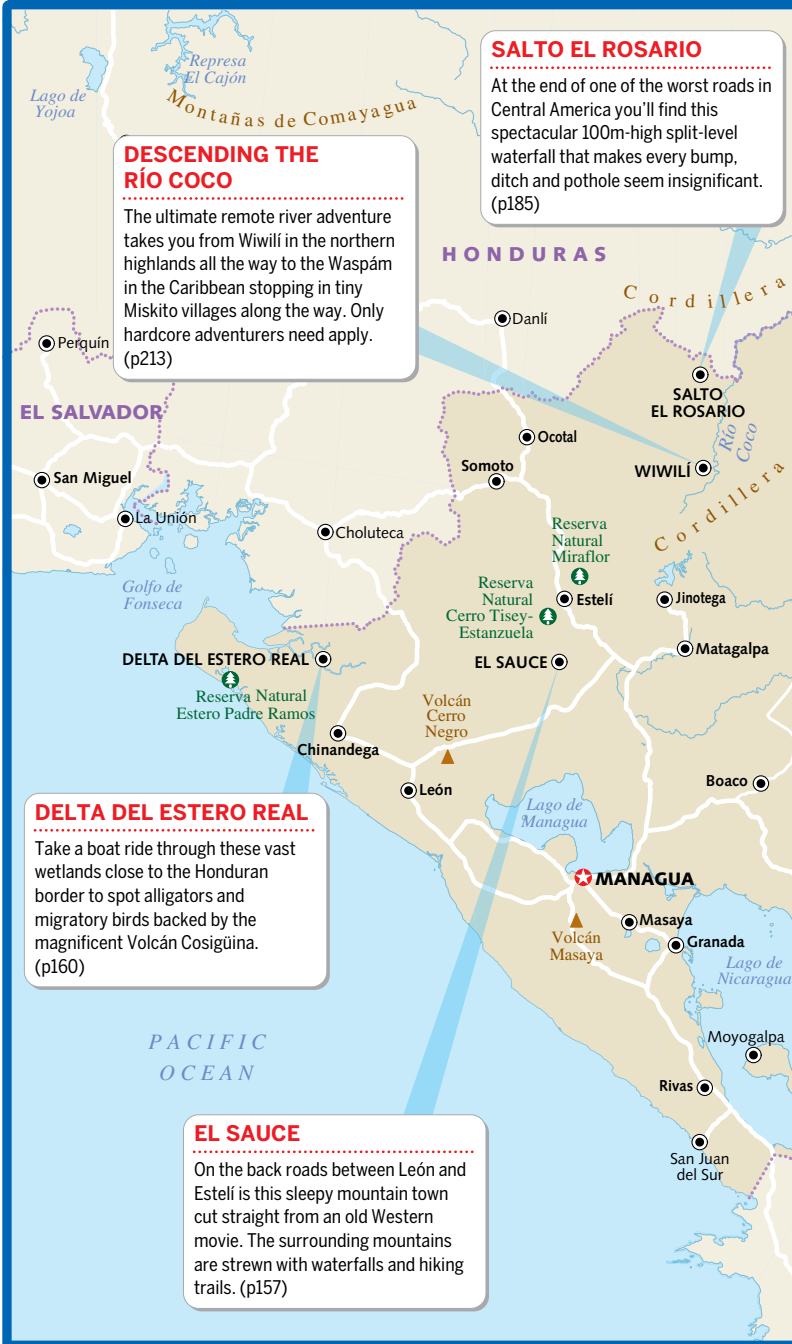 SALTO EL ROSARIO
At the end of one of the worst roads in
Central America you'll find this
spectacular 100m-high split-level
waterfall that makes every bump,
ditch and pothole seem insignificant.
(p185)
Represa
El Cajón
Lago de
Yojoa
Montañas de Comayagua
DESCENDING THE
RÍO COCO
The ultimate remote river adventure
takes you from Wiwilí in the northern
highlands all the way to the Waspám
in the Caribbean stopping in tiny
Miskito villages along the way. Only
hardcore adventurers need apply.
(p213)
HONDURAS
Cordillera
Danlí
Perquín
SALTO
EL ROSARIO
EL SALVADOR
Río
Coco
Ocotal
Somoto
WIWILÍ
San Miguel
Cordillera
La Unión
Choluteca
Reserva
Natural
Miraflor
Golfo de
Fonseca
Reserva
Natural
Cerro Tisey-
Estanzuela
Estelí
Jinotega
Matagalpa
DELTA DEL ESTERO REAL
EL SAUCE
Reserva Natural
Estero Padre Ramos
Volcán
Cerro
Negro
Chinandega
León
Boaco
Lago de
Managua
DELTA DEL ESTERO REAL
Take a boat ride through these vast
wetlands close to the Honduran
border to spot alligators and
migratory birds backed by the
magnificent Volcán Cosigüina.
(p160)
MANAGUA
Masaya
Volcán
Masaya
Granada
Lago de
Nicaragua
PACIFIC
OCEAN
Moyogalpa
Rivas
San Juan
del Sur
EL SAUCE
On the back roads between León and
Estelí is this sleepy mountain town
cut straight from an old Western
movie. The surrounding mountains
are strewn with waterfalls and hiking
trails. (p157)